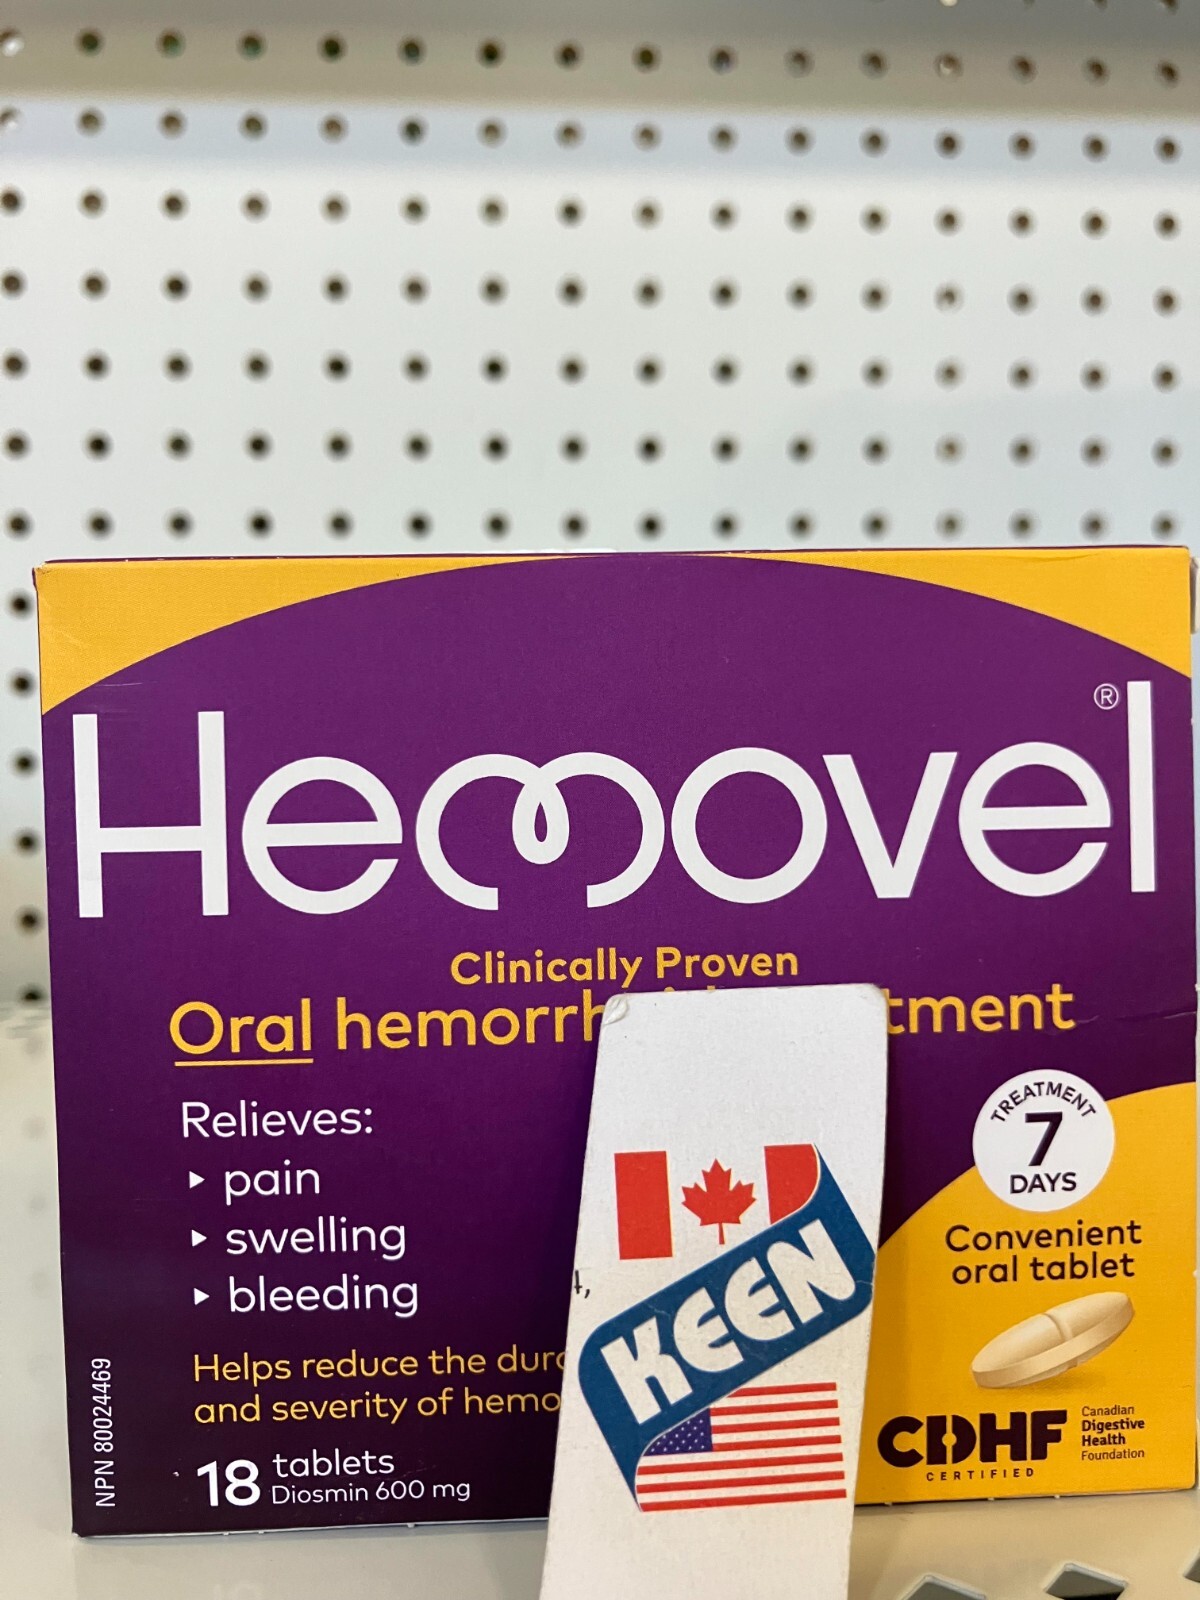 Hemovel®
Clinically Proven
Oral hemorrh tment
Relieves:
▸ pain
▸ swelling
▸ bleeding
Helps reduce the dur
and severity of hemo
18 tablets
Diosmin 600 mg
NPN 80024469
TREATMENT
7
DAYS
Convenient
oral tablet
CDHF
CERTIFIED
Canadian
Digestive
Health
Foundation
KEEN